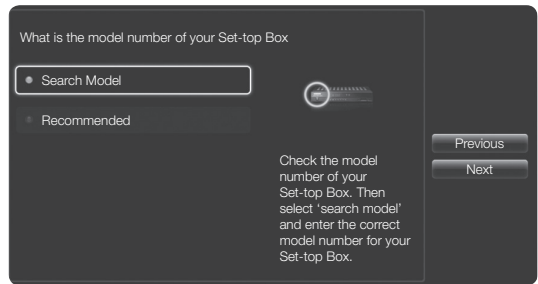 What is the model number of your Set-top Box
Search Model
Recommended
Check the model
number of your
Set-top Box. Then
select ‘search model’
and enter the correct
model number for your
Set-top Box.
Previous
Next